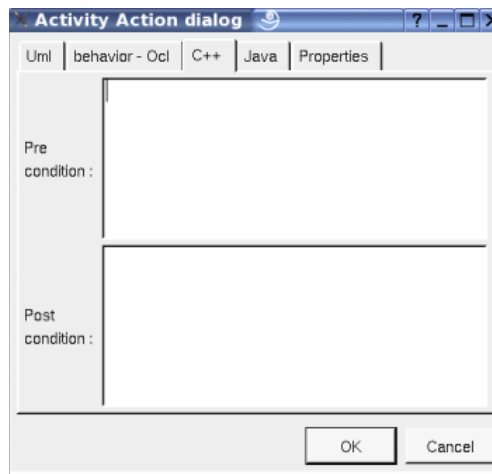 Activity Action dialog
Uml behavior - Ocl C++ Java Properties
Pre
condition :
Post
condition :
OK Cancel